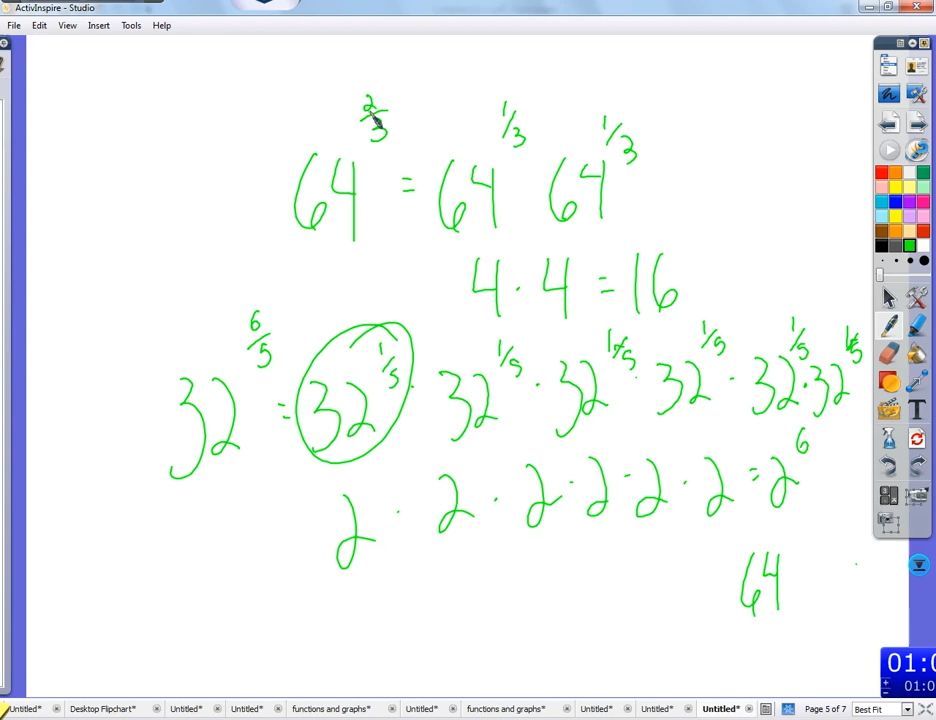 ActivInspire - Studio
File Edit View Insert Tools Help
64^(2/3) = 64^(1/3) 64^(1/3)
4 · 4 = 16
32^(6/5) = 32^(1/5) · 32^(1/5) · 32^(1/5) · 32^(1/5) · 32^(1/5) · 32^(1/5)
2 · 2 · 2 · 2 · 2 · 2 = 2^6
64
01:0
01:0
Untitled* Desktop Flipchart* Untitled* Untitled* functions and graphs* Untitled* functions and graphs* Untitled* Untitled* Untitled* Page 5 of 7 Best Fit